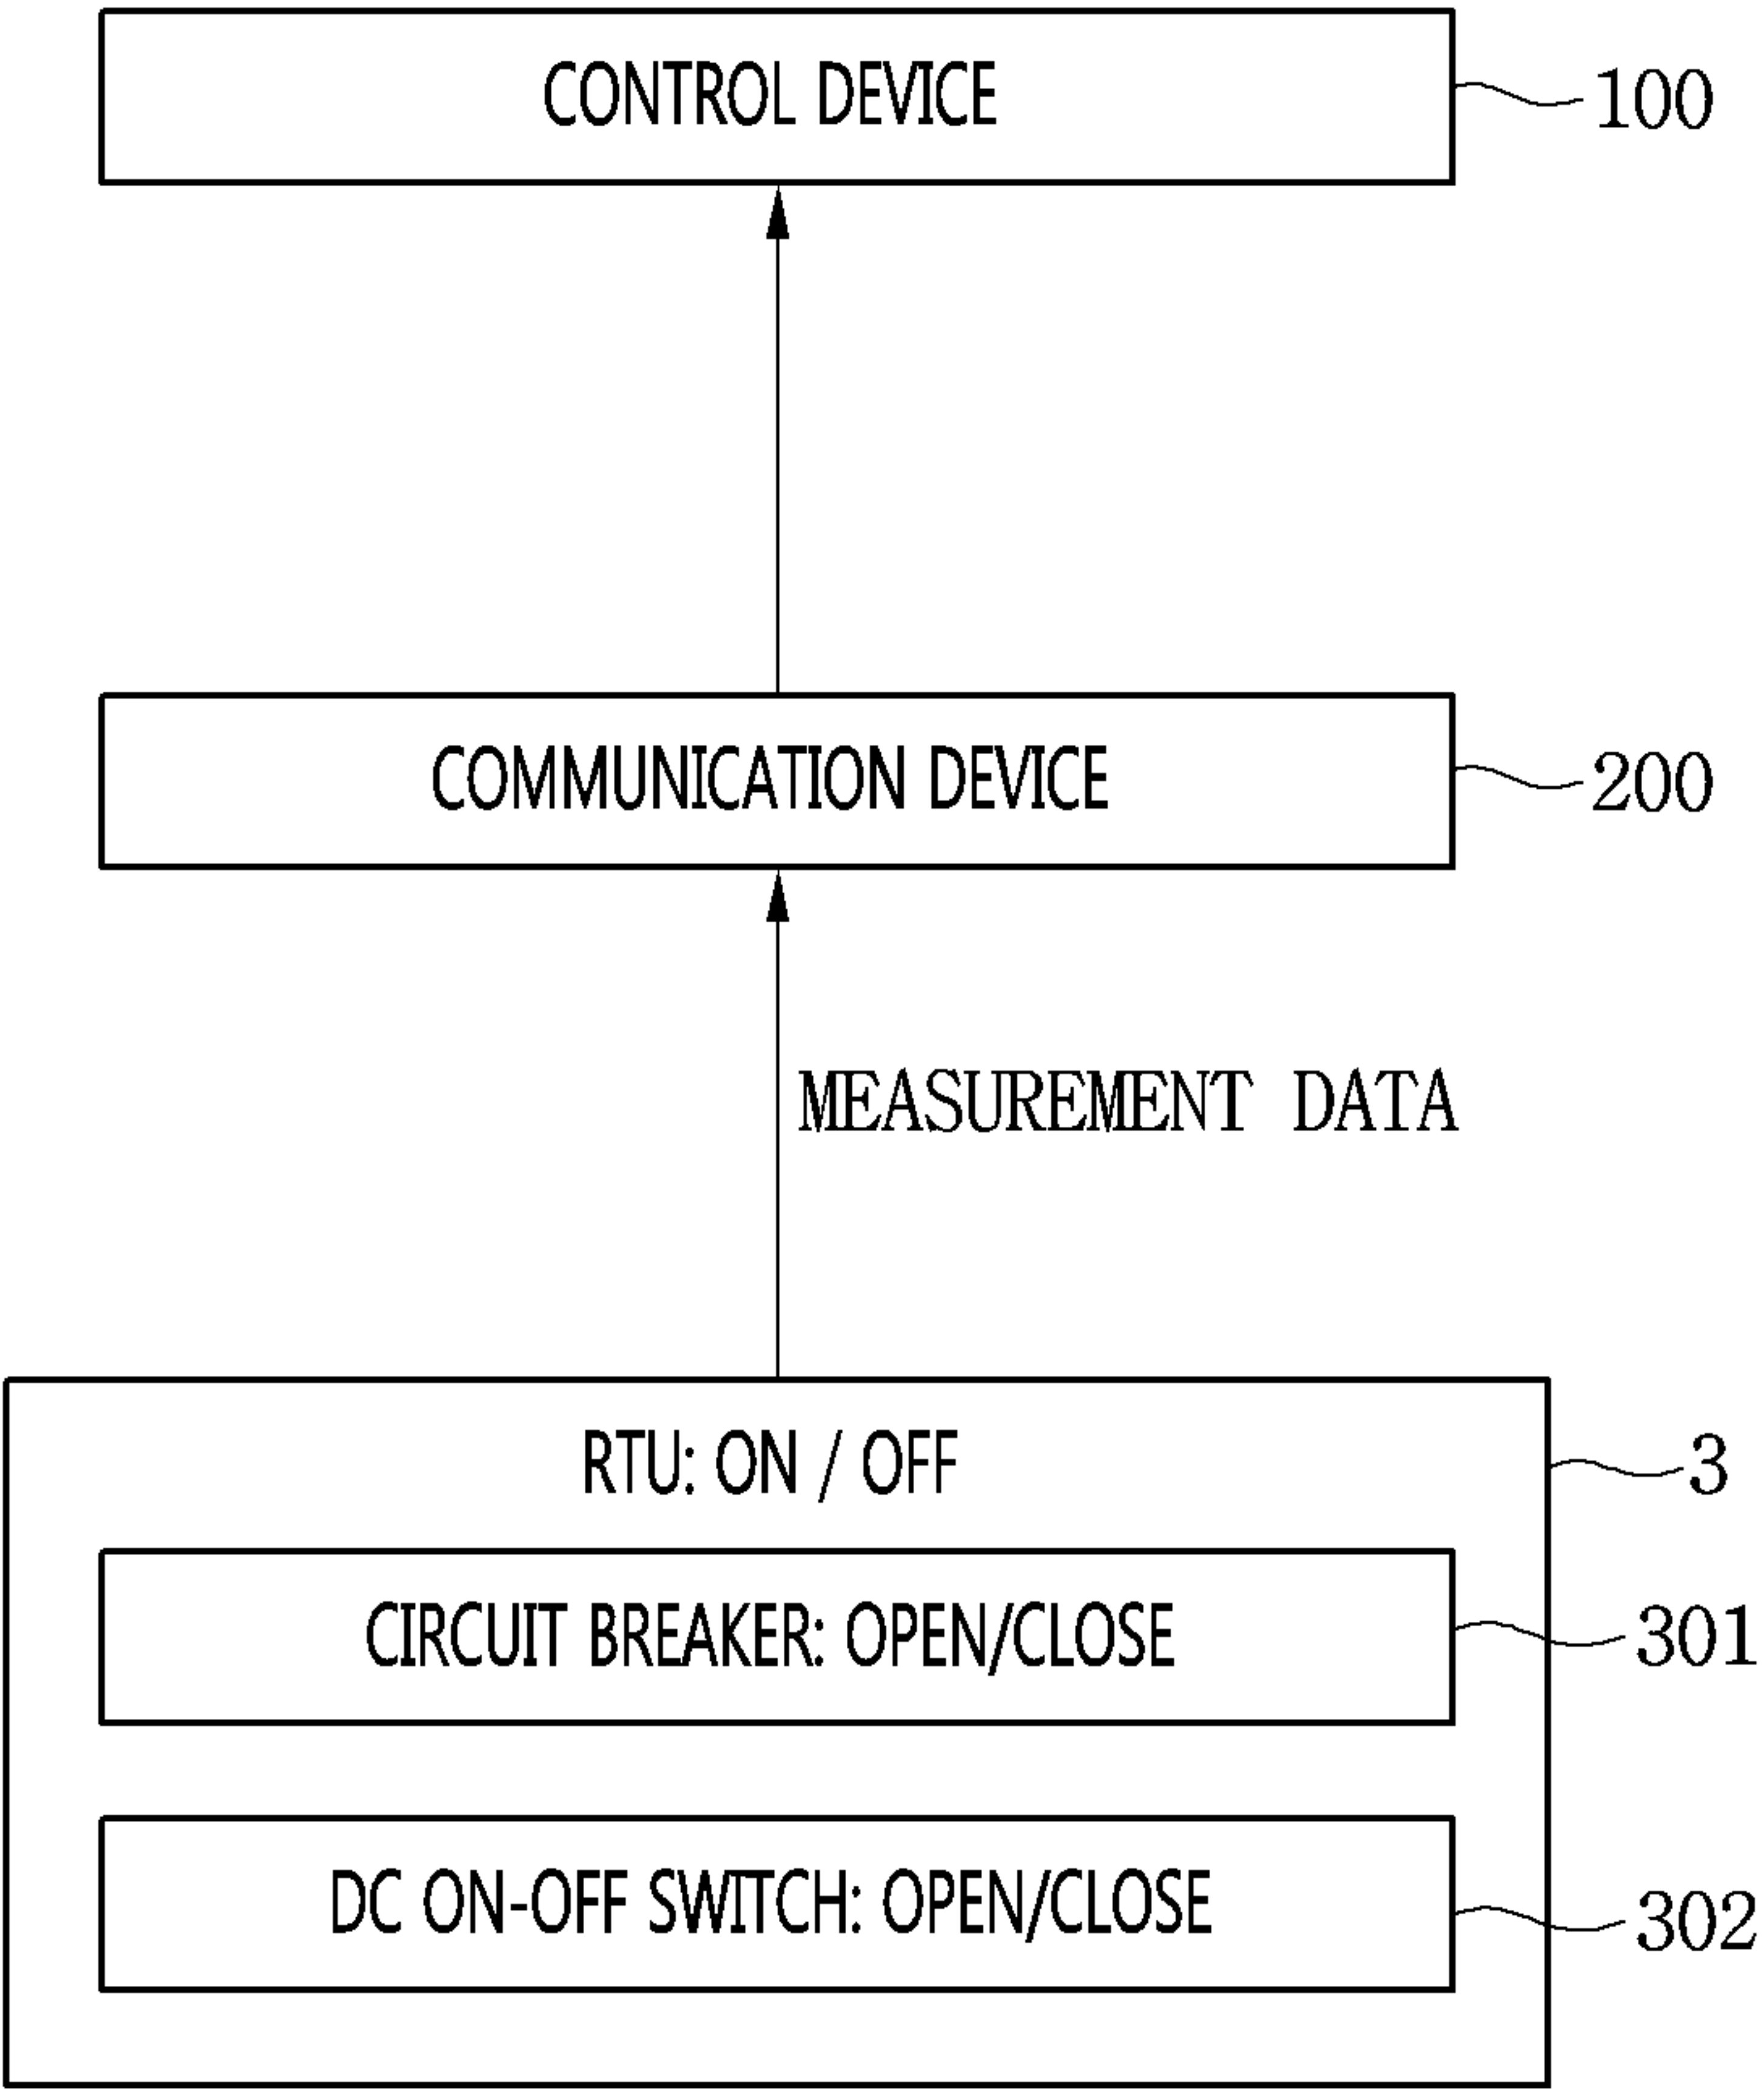 CONTROL DEVICE
100
COMMUNICATION DEVICE
200
MEASUREMENT DATA
RTU: ON / OFF
3
CIRCUIT BREAKER: OPEN/CLOSE
301
DC ON-OFF SWITCH: OPEN/CLOSE
302